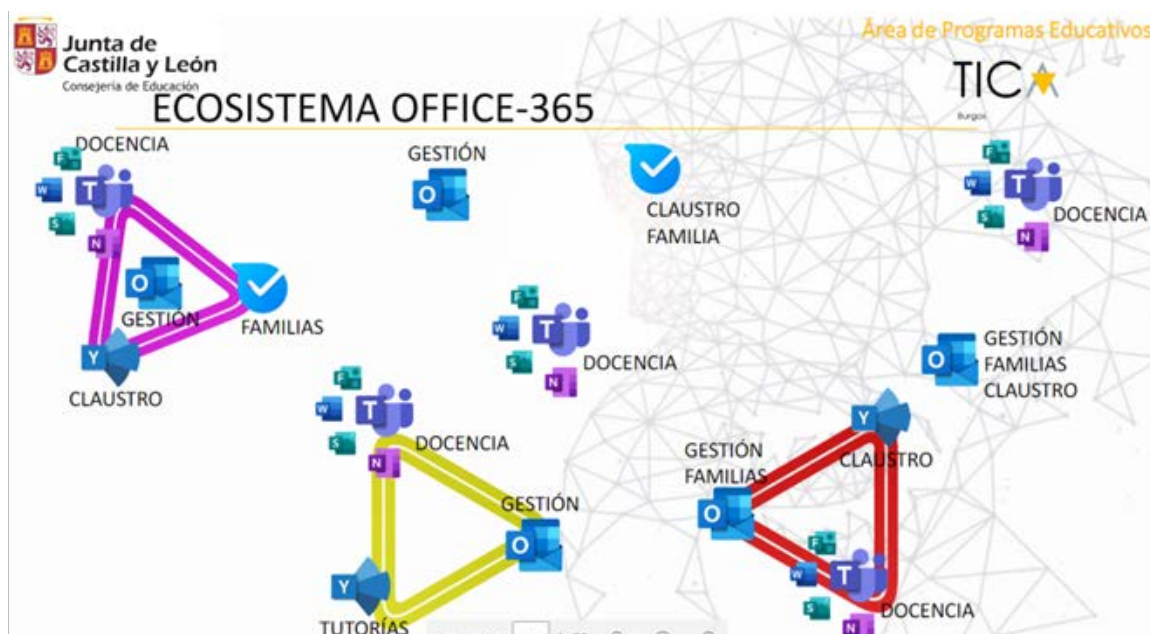 Junta de
Castilla y León
Consejería de Educación
Área de Programas Educativos
TIC
Burgos
ECOSISTEMA OFFICE-365
DOCENCIA
GESTIÓN
CLAUSTRO
FAMILIA
DOCENCIA
GESTIÓN
FAMILIAS
CLAUSTRO
DOCENCIA
GESTIÓN
FAMILIAS
CLAUSTRO
DOCENCIA
GESTIÓN
TUTORÍAS
GESTIÓN
FAMILIAS
CLAUSTRO
DOCENCIA